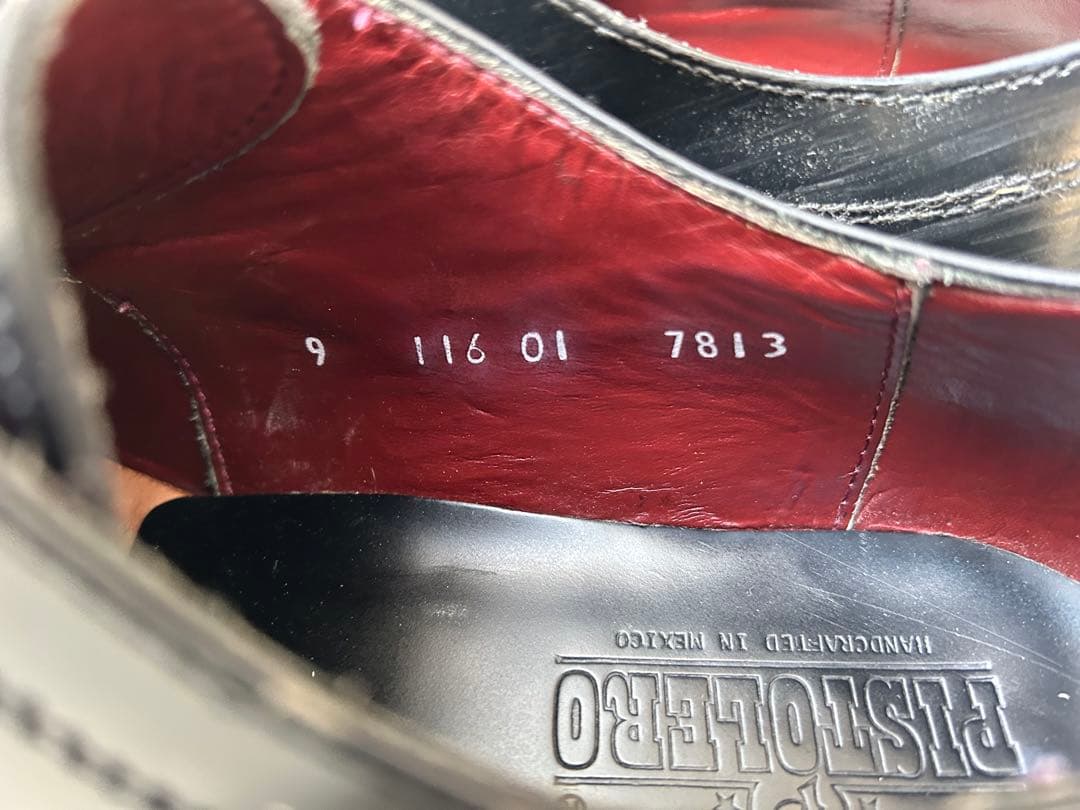 9 116 01 7813
PISTOLERO
HANDCRAFTED IN MEXICO